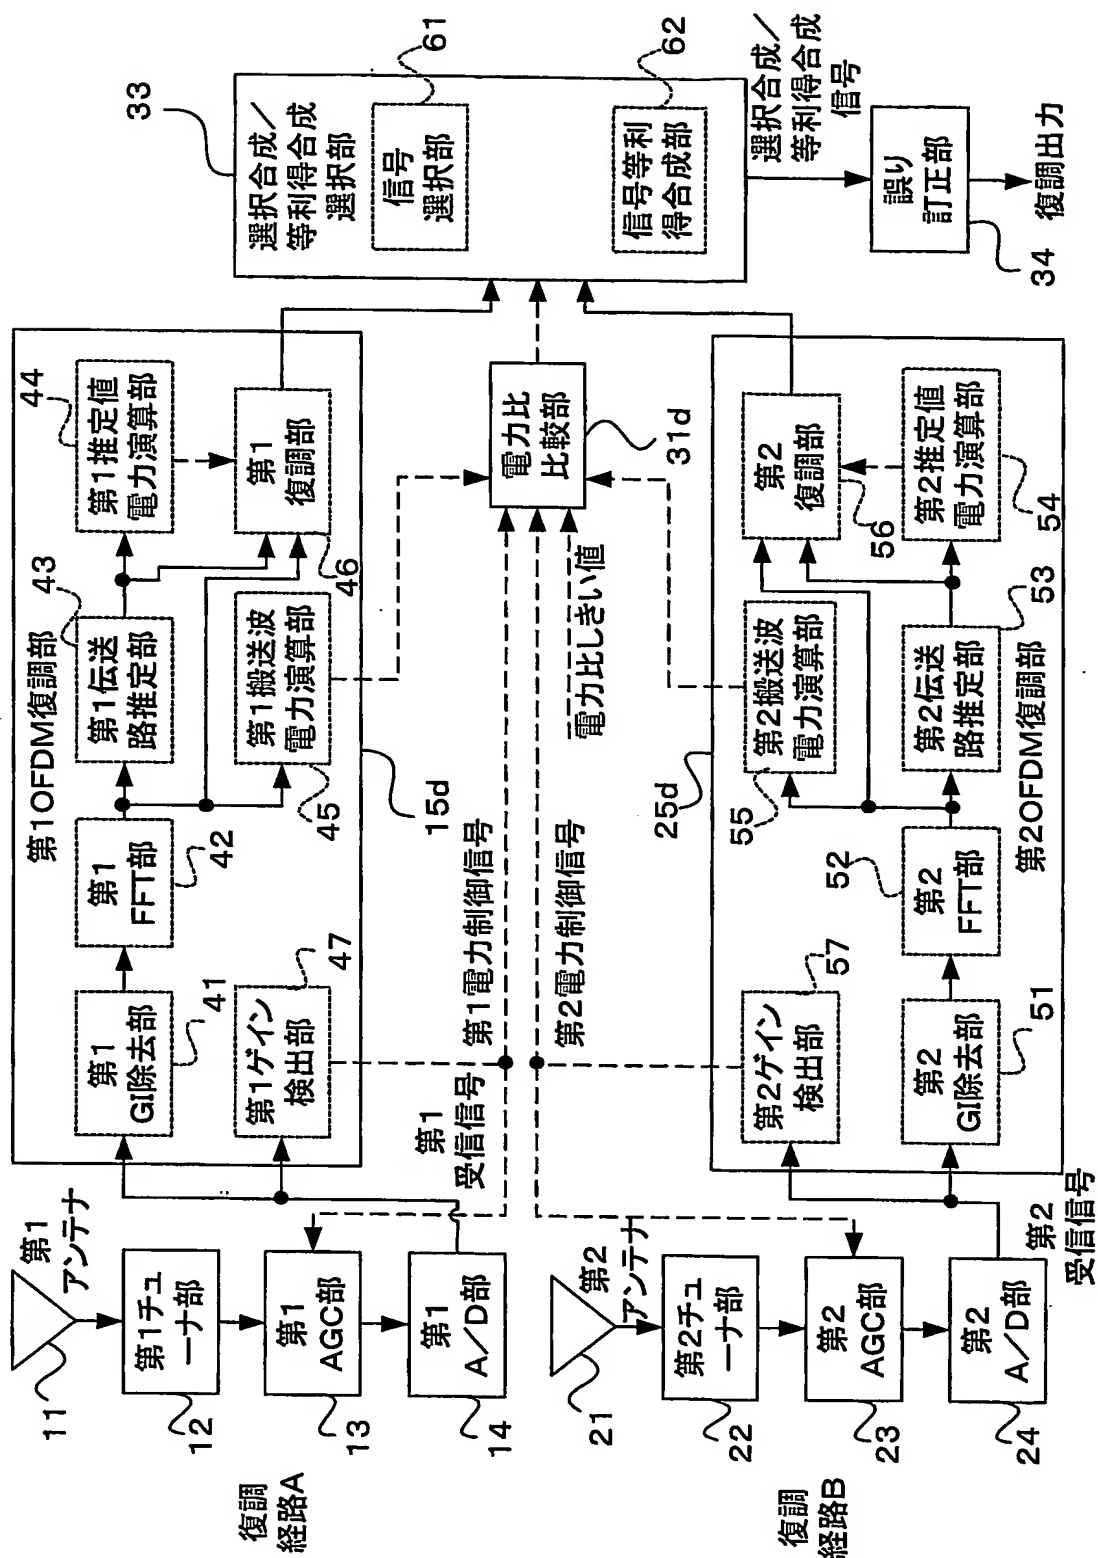 復調
経路A
11
第1
アンテナ
12
第1チュ
ーナ部
13
第1
AGC部
14
第1
A/D部
第1
受信信号
第1OFDM復調部
第1
GI除去部
41
第1ゲイン
検出部
47
第1
FFT部
42
第1伝送
路推定部
43
第1搬送波
電力演算部
45
第1推定値
電力演算部
44
第1
復調部
46
15d
第1電力制御信号
第2電力制御信号
電力比しきい値
電力比
比較部
31d
33
選択合成/
等利得合成
選択部
信号
選択部
61
信号等利
得合成部
62
選択合成/
等利得合成
信号
誤り
訂正部
34
復調出力
復調
経路B
21
第2
アンテナ
22
第2チュ
ーナ部
23
第2
AGC部
24
第2
A/D部
第2
受信信号
25d
第2ゲイン
検出部
57
第2
GI除去部
51
第2
FFT部
52
第2搬送波
電力演算部
55
第2伝送
路推定部
53
第2
復調部
56
第2推定値
電力演算部
54
第2OFDM復調部